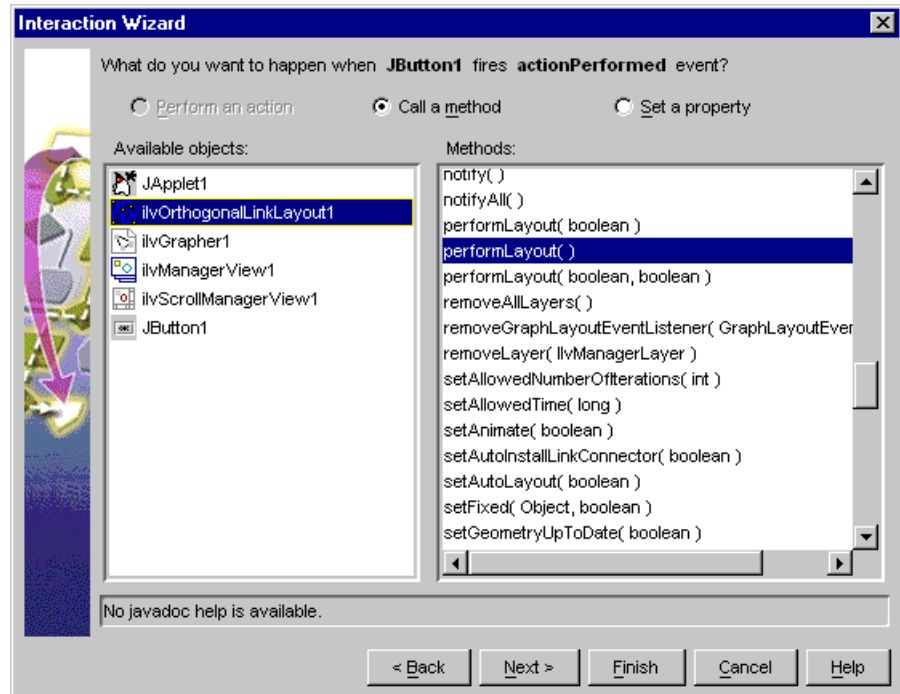 Interaction Wizard
What do you want to happen when JButton1 fires actionPerformed event?
Perform an action
Call a method
Set a property
Available objects:
JApplet1
ilvOrthogonalLinkLayout1
ilvGrapher1
ilvManagerView1
ilvScrollManagerView1
JButton1
Methods:
notify( )
notifyAll( )
performLayout( boolean )
performLayout( )
performLayout( boolean, boolean )
removeAllLayers( )
removeGraphLayoutEventListener( GraphLayoutEver
removeLayer( IlvManagerLayer )
setAllowedNumberOfIterations( int )
setAllowedTime( long )
setAnimate( boolean )
setAutoInstallLinkConnector( boolean )
setAutoLayout( boolean )
setFixed( Object, boolean )
setGeometryUpToDate( boolean )
No javadoc help is available.
< Back
Next >
Finish
Cancel
Help